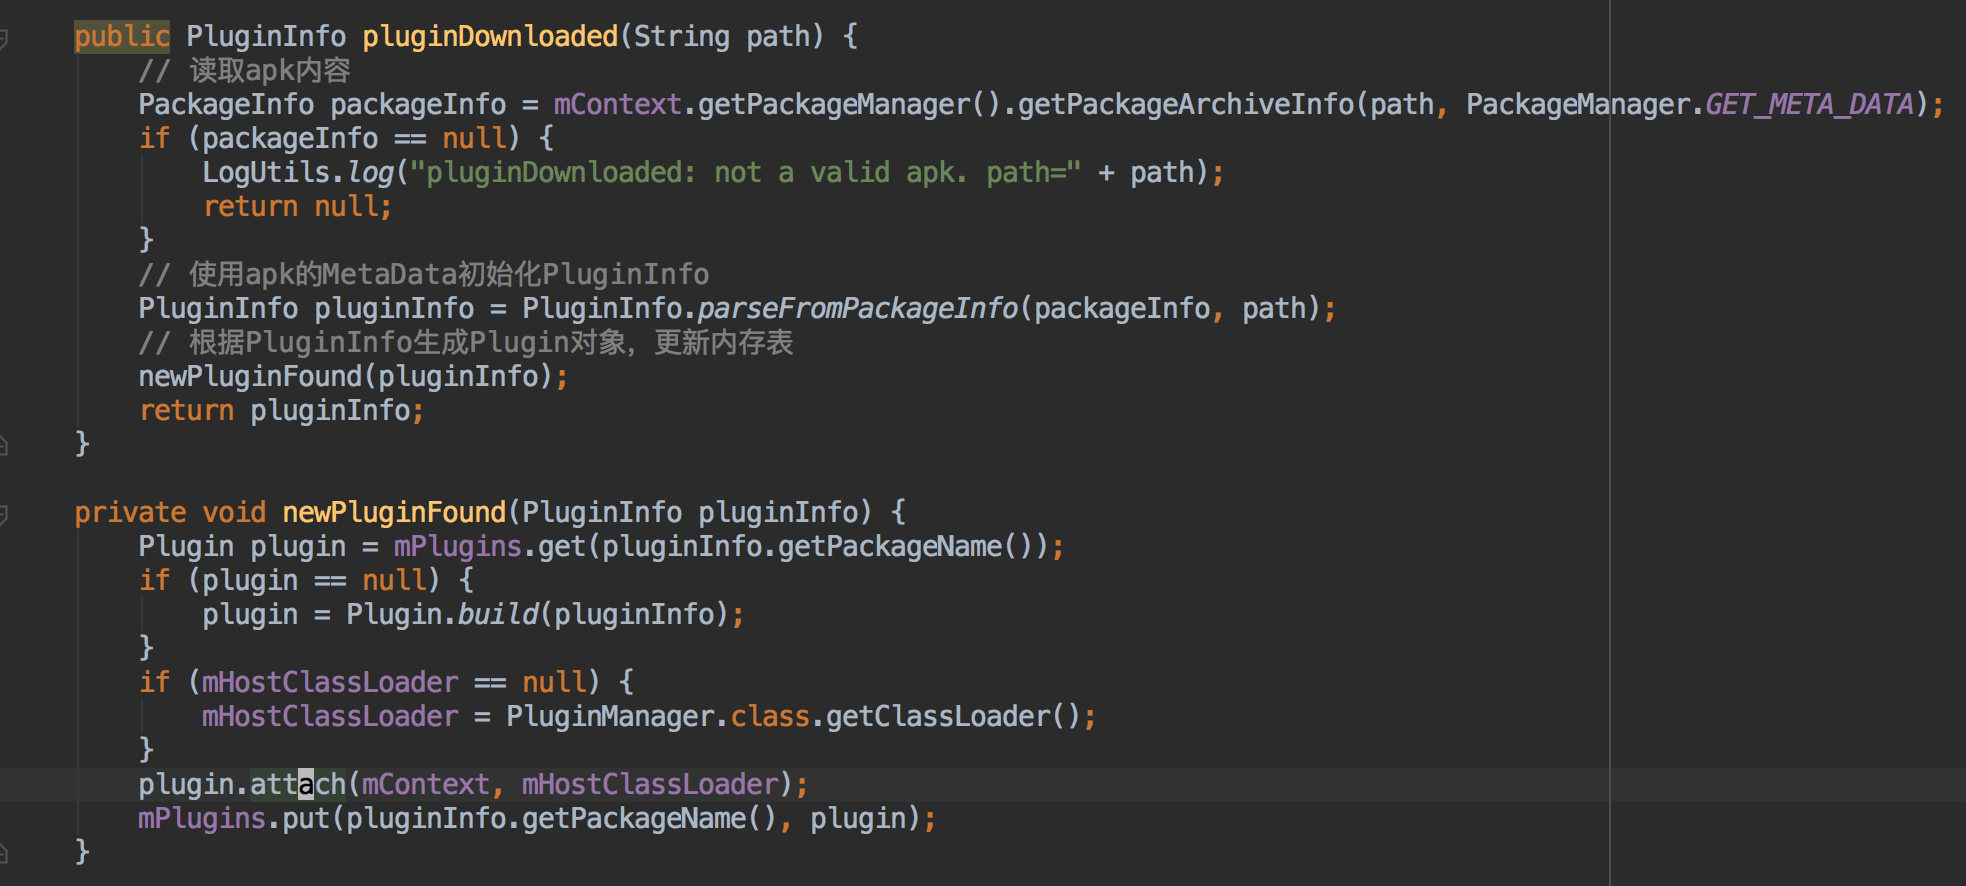 public PluginInfo pluginDownloaded(String path) {
// 读取apk内容
PackageInfo packageInfo = mContext.getPackageManager().getPackageArchiveInfo(path, PackageManager.GET_META_DATA);
if (packageInfo == null) {
LogUtils.log("pluginDownloaded: not a valid apk. path=" + path);
return null;
}
// 使用apk的MetaData初始化PluginInfo
PluginInfo pluginInfo = PluginInfo.parseFromPackageInfo(packageInfo, path);
// 根据PluginInfo生成Plugin对象，更新内存表
newPluginFound(pluginInfo);
return pluginInfo;
}
private void newPluginFound(PluginInfo pluginInfo) {
Plugin plugin = mPlugins.get(pluginInfo.getPackageName());
if (plugin == null) {
plugin = Plugin.build(pluginInfo);
}
if (mHostClassLoader == null) {
mHostClassLoader = PluginManager.class.getClassLoader();
}
plugin.attach(mContext, mHostClassLoader);
mPlugins.put(pluginInfo.getPackageName(), plugin);
}